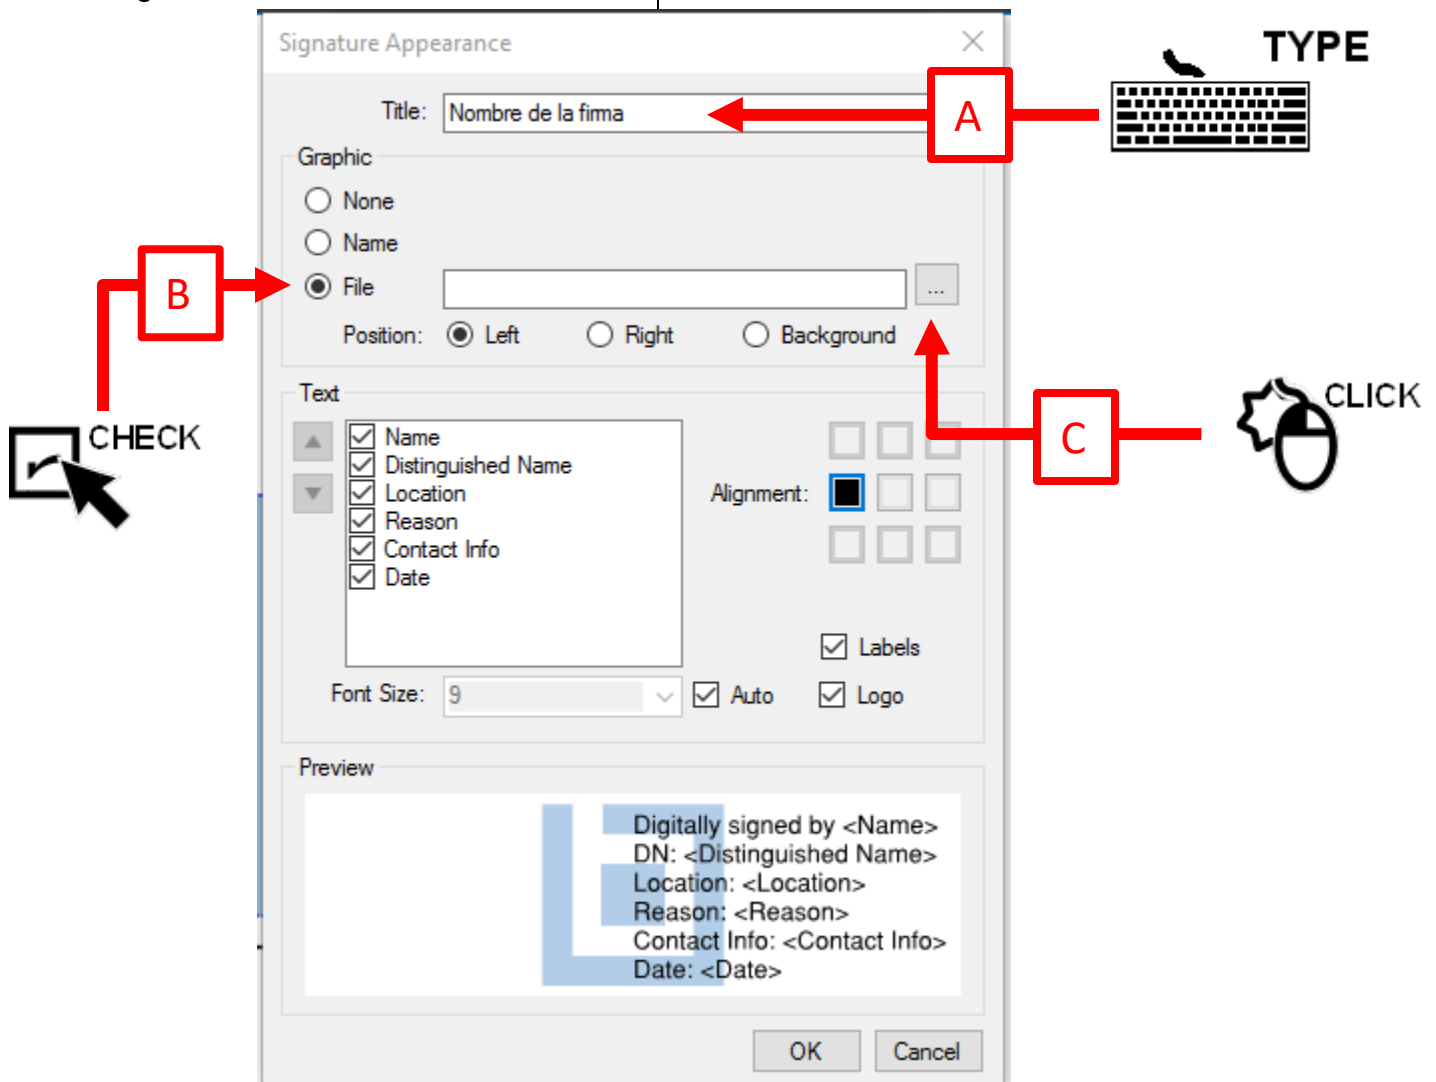 Signature Appearance
TYPE
Title: Nombre de la firma
A
Graphic
None
Name
B
File
...
Position: Left Right Background
Text
CLICK
C
CHECK
Name
Distinguished Name
Location
Reason
Contact Info
Date
Alignment:
Labels
Font Size: 9 Auto Logo
Preview
Digitally signed by <Name>
DN: <Distinguished Name>
Location: <Location>
Reason: <Reason>
Contact Info: <Contact Info>
Date: <Date>
OK Cancel